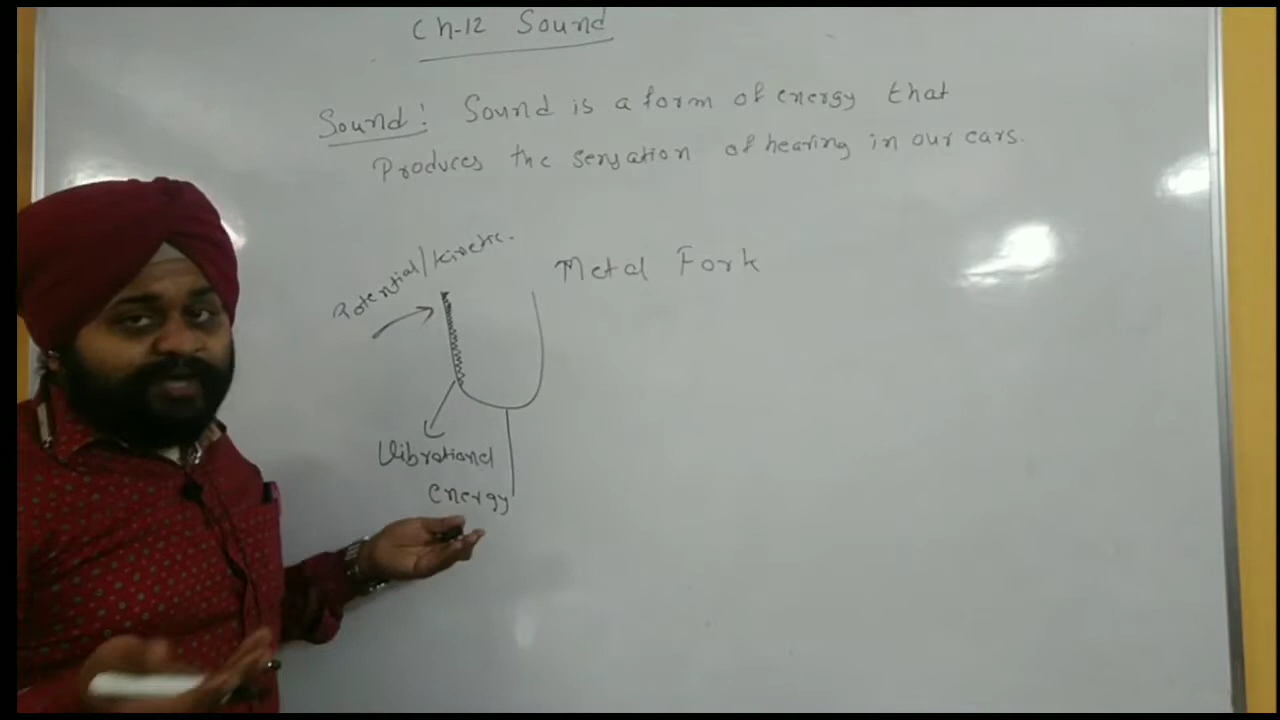 Ch-12 Sound
Sound: Sound is a form of energy that
Produces the sensation of hearing in our ears.
Potential/Kinetic.
Metal Fork
Vibrational
energy